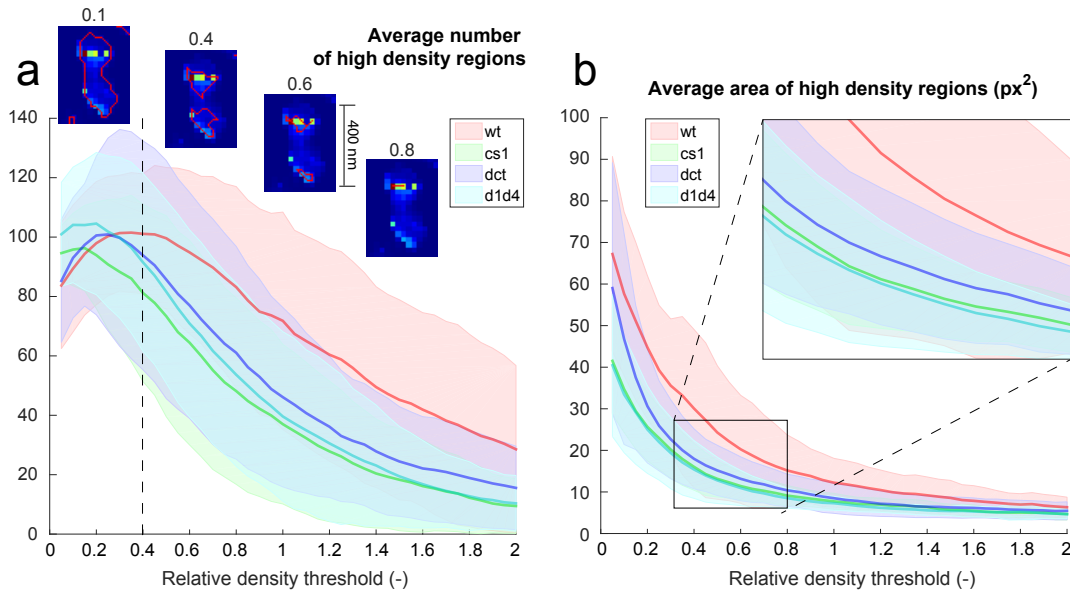 a
0.1
0.4
0.6
0.8
400 nm
Average number
of high density regions
wt
cs1
dct
d1d4
140
120
100
80
60
40
20
0
0 0.2 0.4 0.6 0.8 1 1.2 1.4 1.6 1.8 2
Relative density threshold (-)
b
Average area of high density regions (px²)
wt
cs1
dct
d1d4
100
90
80
70
60
50
40
30
20
10
0
0 0.2 0.4 0.6 0.8 1 1.2 1.4 1.6 1.8 2
Relative density threshold (-)